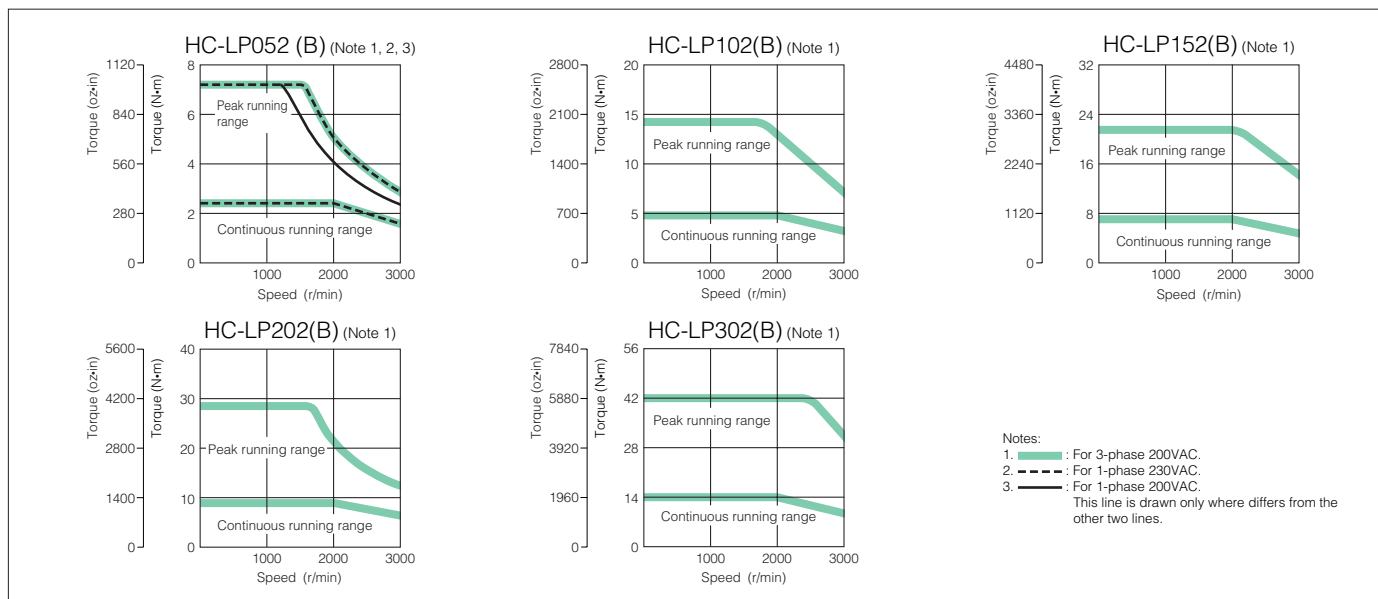 HC-LP052 (B) (Note 1, 2, 3)
Torque (oz•in)
1120
840
560
280
0
Torque (N•m)
8
6
4
2
0
Peak running
range
Continuous running range
1000 2000 3000
Speed (r/min)
HC-LP102(B) (Note 1)
Torque (oz•in)
2800
2100
1400
700
0
Torque (N•m)
20
15
10
5
0
Peak running range
Continuous running range
1000 2000 3000
Speed (r/min)
HC-LP152(B) (Note 1)
Torque (oz•in)
4480
3360
2240
1120
0
Torque (N•m)
32
24
16
8
0
Peak running range
Continuous running range
1000 2000 3000
Speed (r/min)
HC-LP202(B) (Note 1)
Torque (oz•in)
5600
4200
2800
1400
0
Torque (N•m)
40
30
20
10
0
Peak running range
Continuous running range
1000 2000 3000
Speed (r/min)
HC-LP302(B) (Note 1)
Torque (oz•in)
7840
5880
4920
1960
0
Torque (N•m)
56
42
28
14
0
Peak running range
Continuous running range
1000 2000 3000
Speed (r/min)
Notes:
1. : For 3-phase 200VAC.
2. : For 1-phase 230VAC.
3. : For 1-phase 200VAC.
This line is drawn only where differs from the
other two lines.